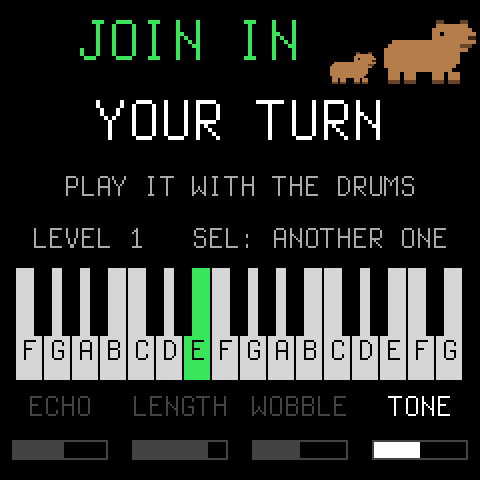 JOIN IN
YOUR TURN
PLAY IT WITH THE DRUMS
LEVEL 1 SEL: ANOTHER ONE
F G A B C D E F G A B C D E F G
ECHO LENGTH WOBBLE TONE